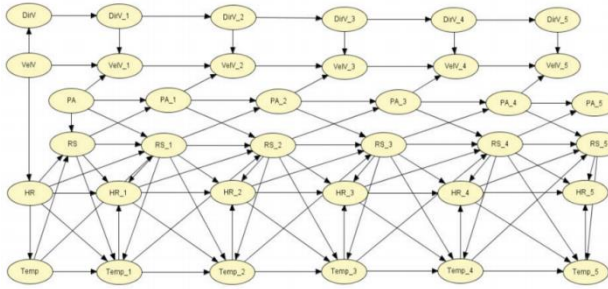 DirV DirV_1 DirV_2 DirV_3 DirV_4 DirV_5
VelV VelV_1 VelV_2 VelV_3 VelV_4 VelV_5
PA PA_1 PA_2 PA_3 PA_4 PA_5
RS RS_1 RS_2 RS_3 RS_4 RS_5
HR HR_1 HR_2 HR_3 HR_4 HR_5
Temp Temp_1 Temp_2 Temp_3 Temp_4 Temp_5